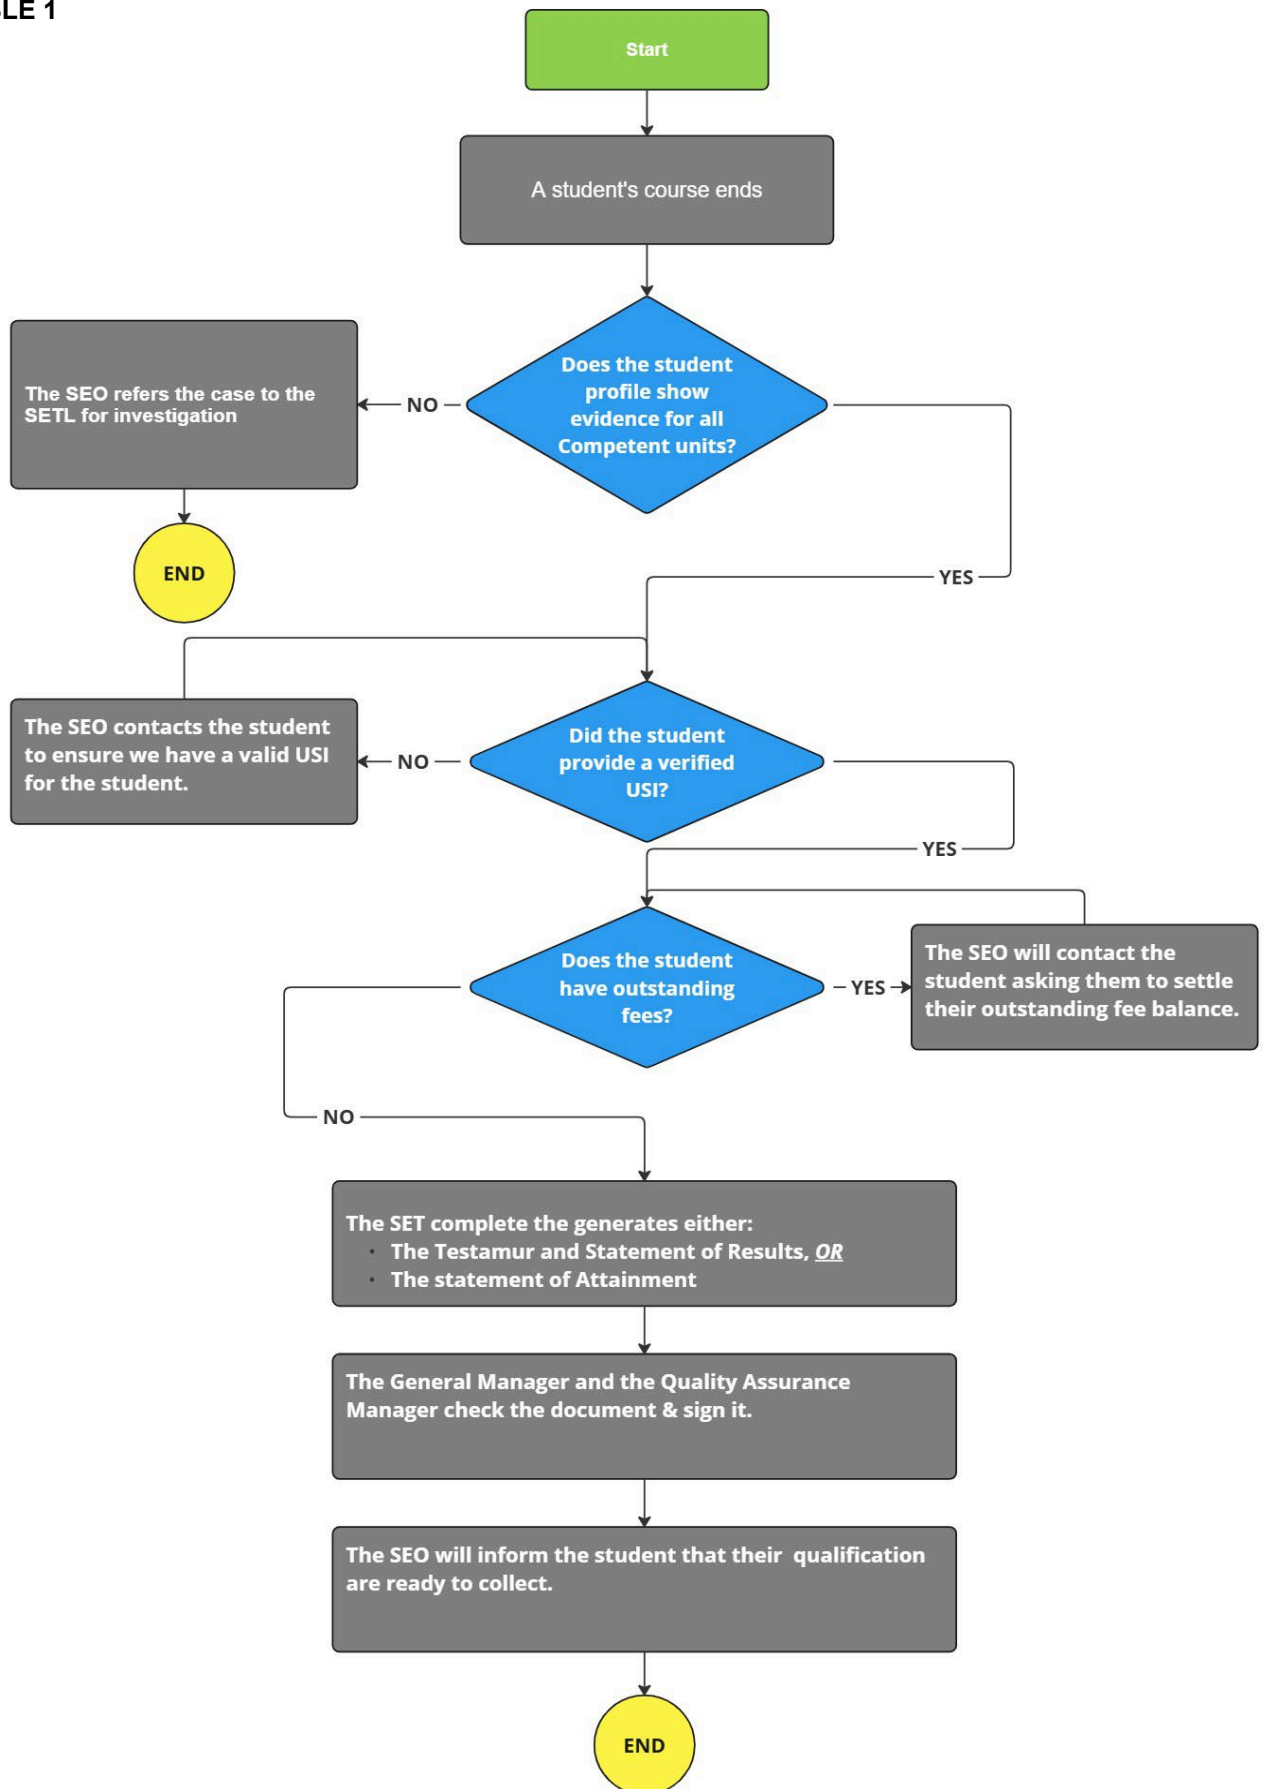 LE 1
Start
A student's course ends
Does the student
profile show
evidence for all
Competent units?
NO
The SEO refers the case to the
SETL for investigation
END
YES
Did the student
provide a verified
USI?
NO
The SEO contacts the student
to ensure we have a valid USI
for the student.
YES
Does the student
have outstanding
fees?
YES
The SEO will contact the
student asking them to settle
their outstanding fee balance.
NO
The SET complete the generates either:
· The Testamur and Statement of Results, OR
· The statement of Attainment
The General Manager and the Quality Assurance
Manager check the document & sign it.
The SEO will inform the student that their qualification
are ready to collect.
END